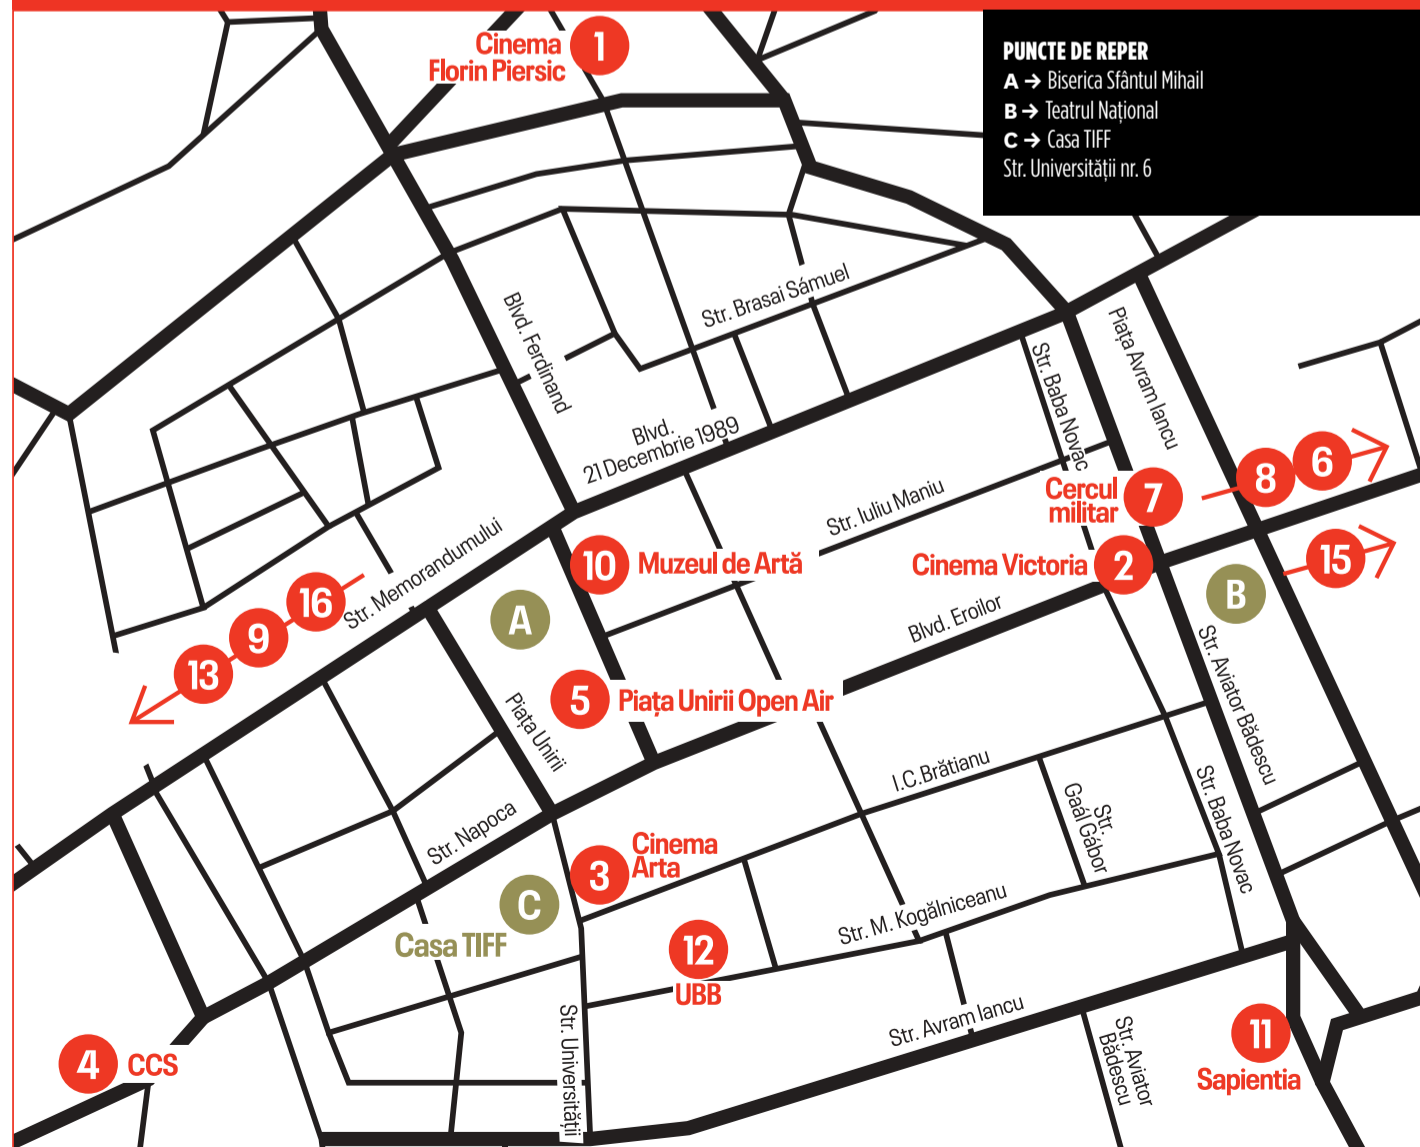 Cinema
Florin Piersic
1
PUNCTE DE REPER
A → Biserica Sfântul Mihail
B → Teatrul Național
C → Casa TIFF
Str. Universității nr. 6
Str. Brasai Sámuel
Blvd. Ferdinand
Piața Avram Iancu
Str. Baba Novac
Blvd.
21 Decembrie 1989
8
6
Cercul
militar
7
Str. Iuliu Maniu
15
Str. Memorandumului
10
Muzeul de Artă
Cinema Victoria
2
B
16
9
13
A
Blvd. Eroilor
Str. Aviator Bădescu
5
Piața Unirii Open Air
Piața Unirii
I.C.Brătianu
Str.
Gaál Gábor
Str. Baba Novac
Str. Napoca
3
Cinema
Arta
C
Casa TIFF
Str. M. Kogălniceanu
12
UBB
Str. Universității
Str. Avram Iancu
Str. Aviator
Bădescu
11
Sapientia
4
CCS